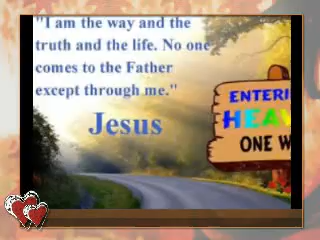 "I am the way and the
truth and the life. No one
comes to the Father
except through me."
Jesus
ENTERI
HEAV
ONE W